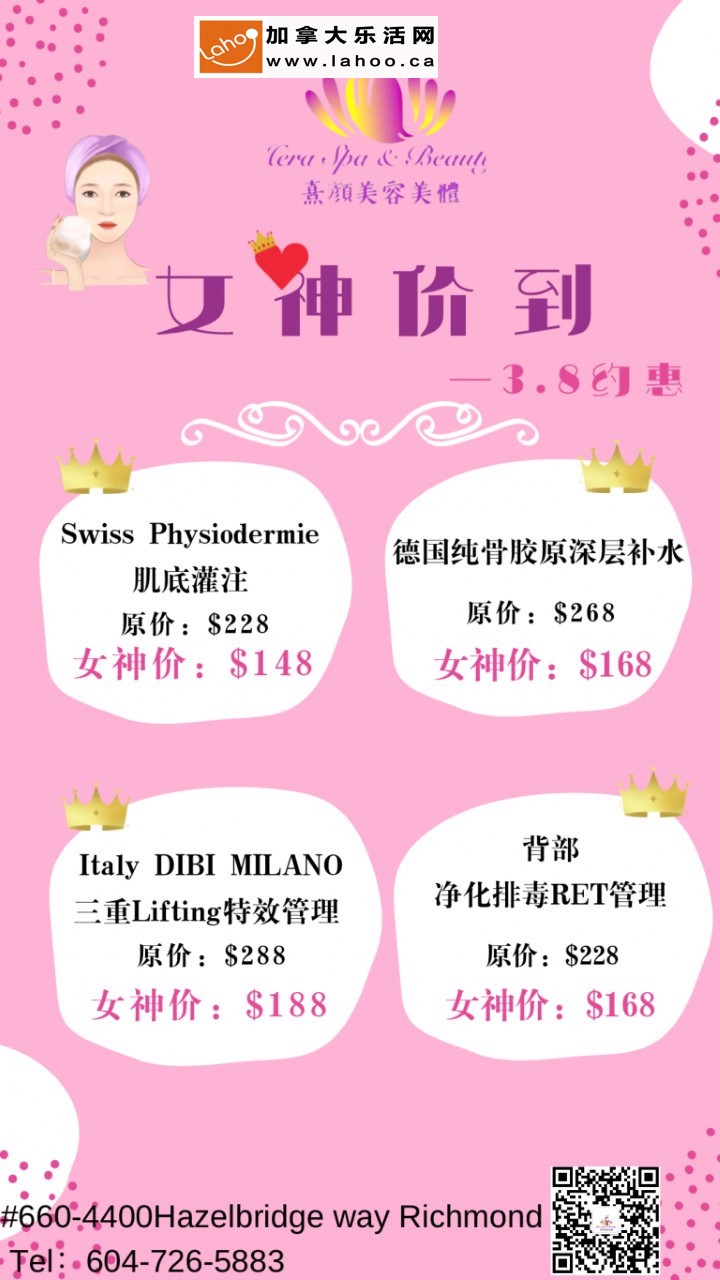 Lahoo
加拿大乐活网
www.lahoo.ca
Tera Spa & Beauty
熹顏美容美體
女神价到
—3.8约惠
Swiss Physiodermie
肌底灌注
原价：$228
女神价：$148
德国纯骨胶原深层补水
原价：$268
女神价：$168
Italy DIBI MILANO
三重Lifting特效管理
原价：$288
女神价：$188
背部
净化排毒RET管理
原价：$228
女神价：$168
#660-4400Hazelbridge way Richmond
Tel：604-726-5883